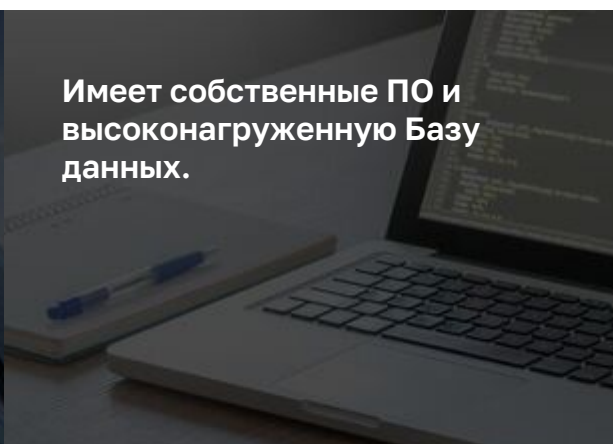 Имеет собственные ПО и
высоконагруженную Базу
данных.